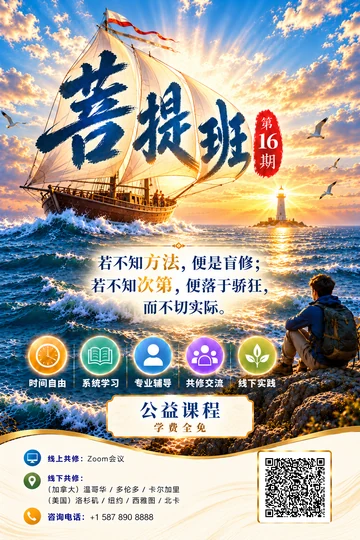 菩提班
第16期
若不知方法，便是盲修；
若不知次第，便落于骄狂，
而不切实际。
时间自由 系统学习 专业辅导 共修交流 线下实践
公益课程
学费全免
线上共修：Zoom会议
线下共修：
（加拿大）温哥华 / 多伦多 / 卡尔加里
（美国）洛杉矶 / 纽约 / 西雅图 / 北卡
咨询电话：+1 587 890 8888